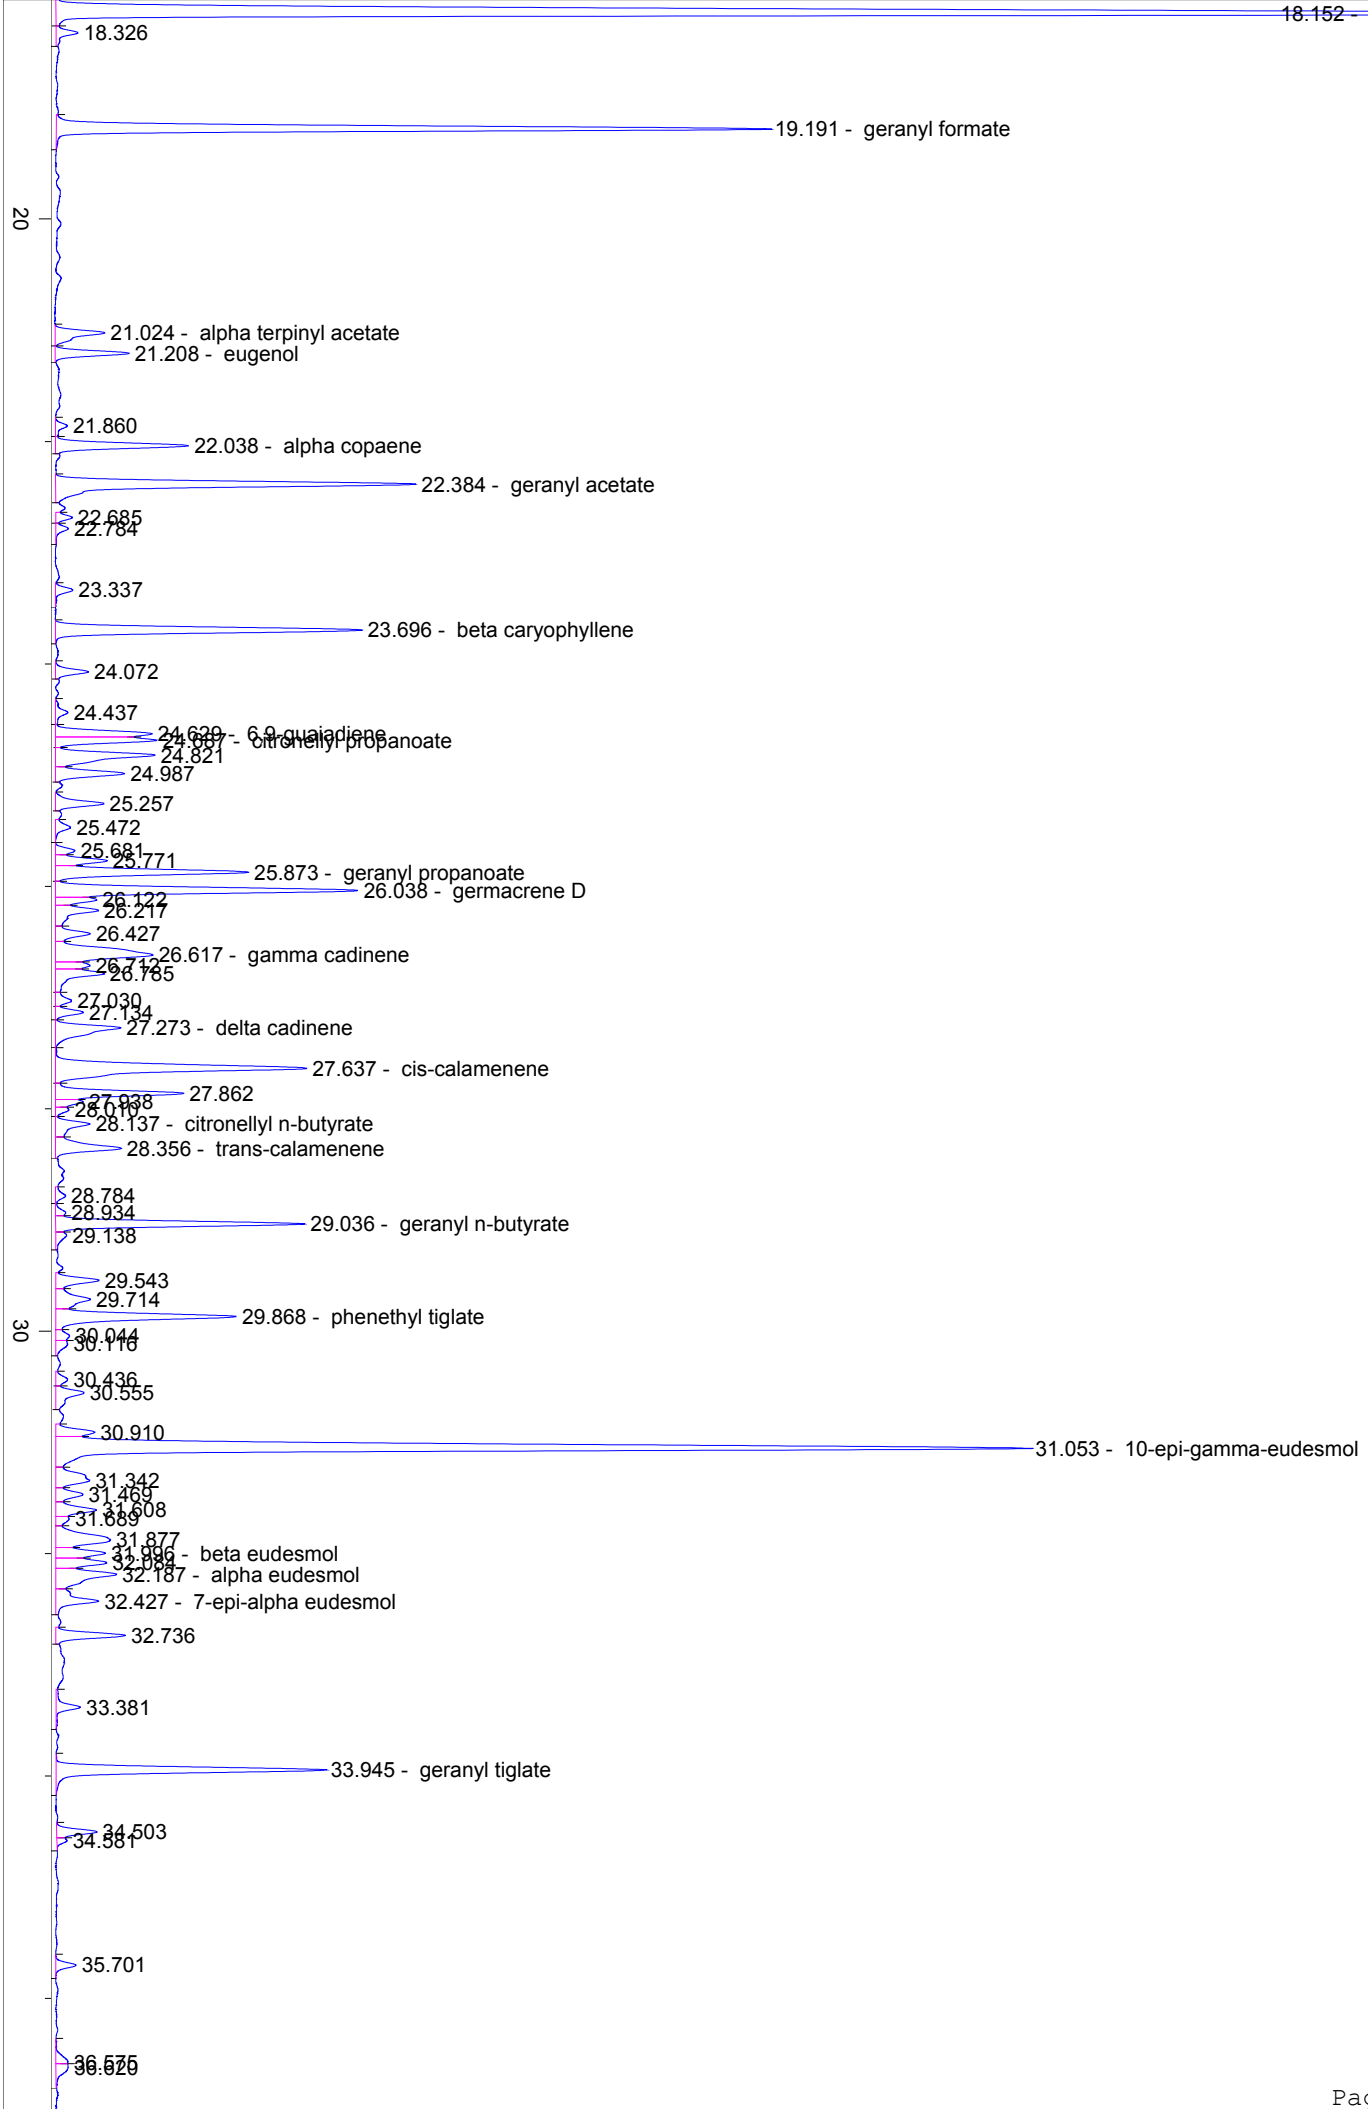 18.152 -
18.326
19.191 - geranyl formate
20
21.024 - alpha terpinyl acetate
21.208 - eugenol
21.860
22.038 - alpha copaene
22.384 - geranyl acetate
22.685
22.784
23.337
23.696 - beta caryophyllene
24.072
24.437
24.629 - 6,9-guaiadiene
24.687 - citronellyl propanoate
24.821
24.987
25.257
25.472
25.681
25.771
25.873 - geranyl propanoate
26.038 - germacrene D
26.122
26.217
26.427
26.617 - gamma cadinene
26.712
26.785
27.030
27.134
27.273 - delta cadinene
27.637 - cis-calamenene
27.862
27.938
28.010
28.137 - citronellyl n-butyrate
28.356 - trans-calamenene
28.784
28.934
29.036 - geranyl n-butyrate
29.138
29.543
29.714
29.868 - phenethyl tiglate
30
30.044
30.116
30.436
30.555
30.910
31.053 - 10-epi-gamma-eudesmol
31.342
31.469
31.608
31.689
31.877
31.996 - beta eudesmol
32.084
32.187 - alpha eudesmol
32.427 - 7-epi-alpha eudesmol
32.736
33.381
33.945 - geranyl tiglate
34.503
34.581
35.701
36.575
36.620